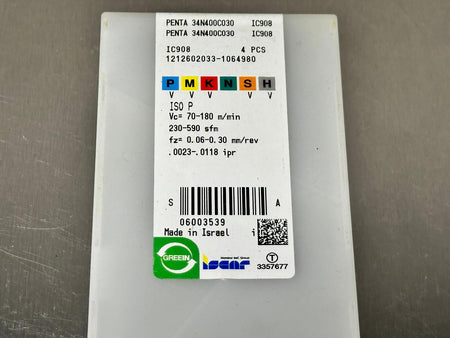 PENTA 34N400C030 IC908
PENTA 34N400C030 IC908
IC908 4 PCS
1212602033-1064980
P M K N S H
V V V V V
ISO P
Vc= 70-180 m/min
230-590 sfm
fz= 0.06-0.30 mm/rev
.0023-.0118 ipr
S A
06003539
Made in Israel i
GREEIN
iscar
T
3357677